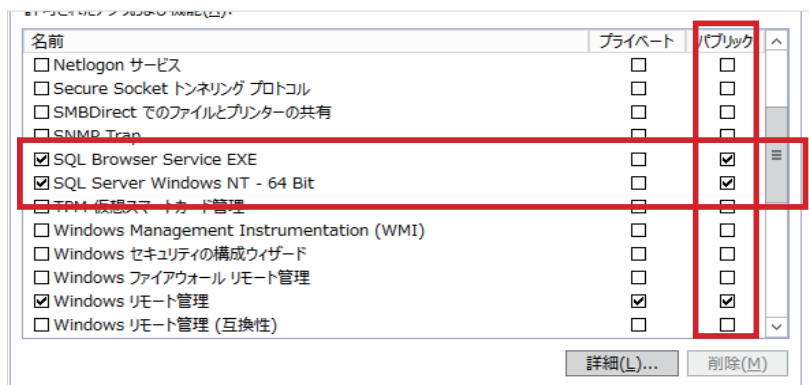 許可されたアプリおよび機能(A):
名前 プライベート パブリック
Netlogon サービス
Secure Socket トンネリング プロトコル
SMBDirect でのファイルとプリンターの共有
SNMP Trap
SQL Browser Service EXE
SQL Server Windows NT - 64 Bit
TPM 仮想スマートカード管理
Windows Management Instrumentation (WMI)
Windows セキュリティの構成ウィザード
Windows ファイアウォール リモート管理
Windows リモート管理
Windows リモート管理 (互換性)
詳細(L)... 削除(M)